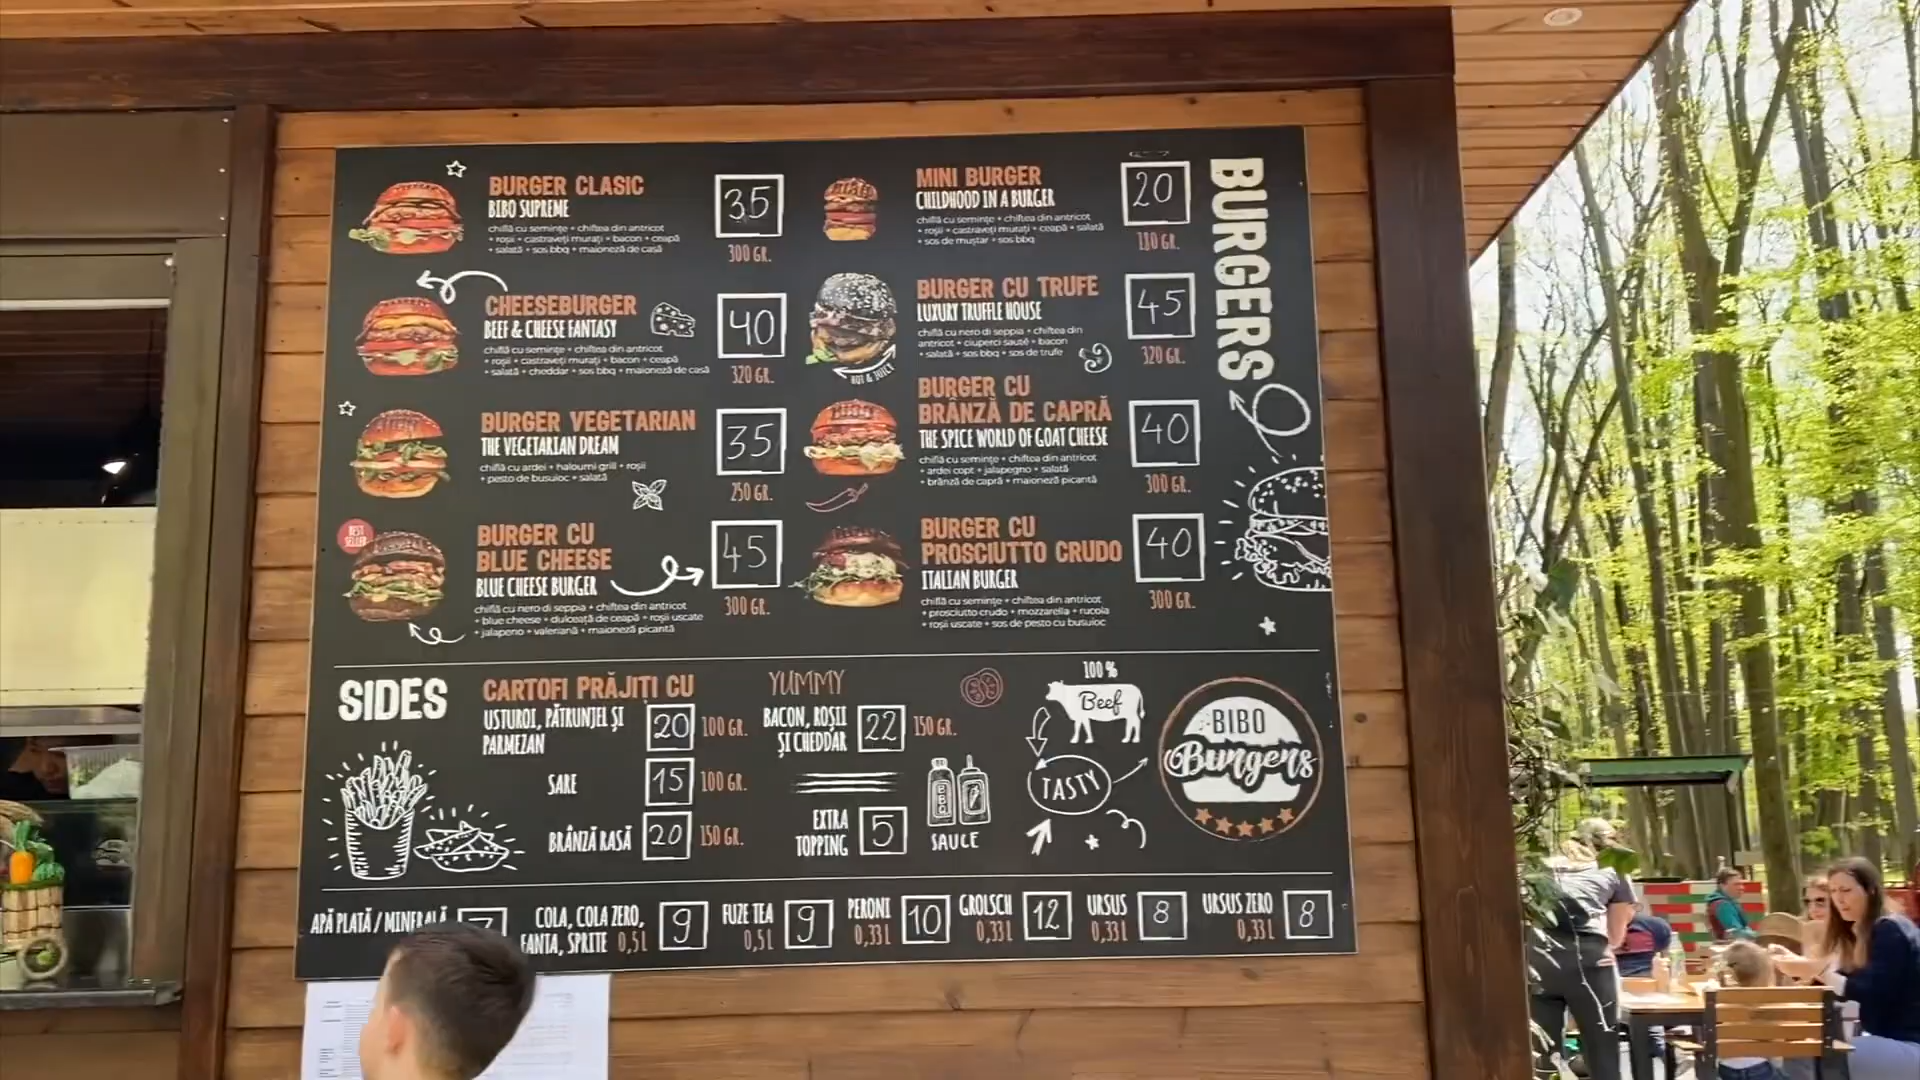 BURGERS
BURGER CLASIC
BIBO SUPREME
chiflă cu semințe + chiftea din antricot
+ roșii + castraveți murați + bacon + ceapă
+ salată + sos bbq + maioneză de casă
35
300 GR.
CHEESEBURGER
BEEF & CHEESE FANTASY
chiflă cu semințe + chiftea din antricot
+ roșii + castraveți murați + bacon + ceapă
+ salată + cheddar + sos bbq + maioneză de casă
40
320 GR.
BURGER VEGETARIAN
THE VEGETARIAN DREAM
chiflă cu ardei + haloumi grill + roșii
+ pesto de busuioc + salată
35
250 GR.
BEST
SELLER
BURGER CU
BLUE CHEESE
BLUE CHEESE BURGER
chiflă cu nero di seppia + chiftea din antricot
+ blue cheese + dulceață de ceapă + roșii uscate
+ jalapeno + valeriană + maioneză picantă
45
300 GR.
MINI BURGER
CHILDHOOD IN A BURGER
chiflă cu semințe + chiftea din antricot
+ roșii + castraveți murați + ceapă + salată
+ sos de muștar + sos bbq
20
180 GR.
BURGER CU TRUFE
LUXURY TRUFFLE HOUSE
chiflă cu nero di seppia + chiftea din
antricot + ciuperci sauté + bacon
+ salată + sos bbq + sos de trufe
45
320 GR.
HOT & JUICY
BURGER CU
BRÂNZĂ DE CAPRĂ
THE SPICE WORLD OF GOAT CHEESE
chiflă cu semințe + chiftea din antricot
+ ardei copt + jalapegno + salată
+ brânză de capră + maioneză picantă
40
300 GR.
BURGER CU
PROSCIUTTO CRUDO
ITALIAN BURGER
chiflă cu semințe + chiftea din antricot
+ prosciutto crudo + mozzarella + rucola
+ roșii uscate + sos de pesto cu busuioc
40
300 GR.
SIDES
CARTOFI PRĂJIȚI CU
USTUROI, PĂTRUNJEL ȘI
PARMEZAN
20 100 GR.
SARE 15 100 GR.
BRÂNZĂ RASĂ 20 150 GR.
YUMMY
BACON, ROȘII
ȘI CHEDDAR
22 150 GR.
EXTRA
TOPPING
5
BBQ
SAUCE
100 %
Beef
TASTY
BIBO
Burgers
APĂ PLATĂ / MINERALĂ 7
COLA, COLA ZERO,
FANTA, SPRITE 0,5 L
9
FUZE TEA
0,5 L
9
PERONI
0,33 L
10
GROLSCH
0,33 L
12
URSUS
0,33 L
8
URSUS ZERO
0,33 L
8